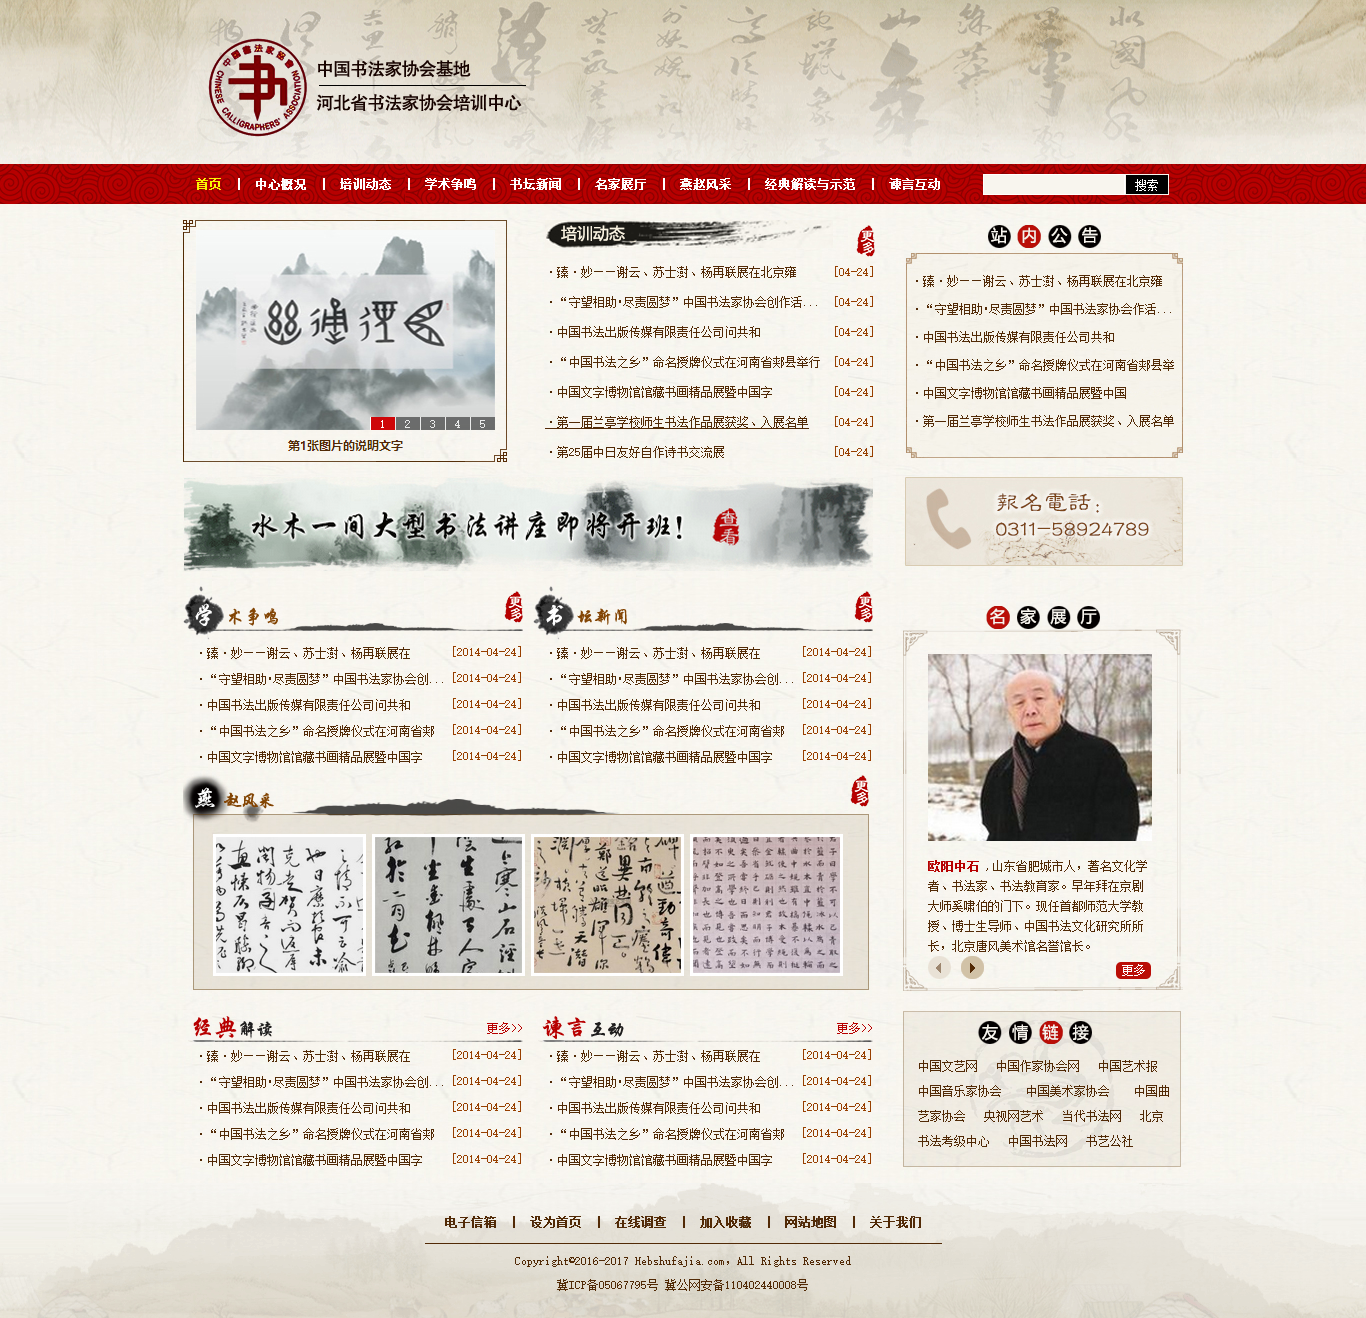 中國書法家協會
CHINESE CALLIGRAPHERS' ASSOCIATION
中国书法家协会基地
河北省书法家协会培训中心
首页 | 中心概况 | 培训动态 | 学术争鸣 | 书坛新闻 | 名家展厅 | 燕赵风采 | 经典解读与示范 | 谏言互动
搜索
1 2 3 4 5
第1张图片的说明文字
培训动态
更多
·臻·妙——谢云、苏士澍、杨再联展在北京雍 [04-24]
·“守望相助·尽责圆梦”中国书法家协会创作活... [04-24]
·中国书法出版传媒有限责任公司问共和 [04-24]
·“中国书法之乡”命名授牌仪式在河南省郏县举行 [04-24]
·中国文字博物馆馆藏书画精品展暨中国字 [04-24]
·第一届兰亭学校师生书法作品展获奖、入展名单 [04-24]
·第25届中日友好自作诗书交流展 [04-24]
站内公告
·臻·妙——谢云、苏士澍、杨再联展在北京雍
·“守望相助·尽责圆梦”中国书法家协会作活...
·中国书法出版传媒有限责任公司共和
·“中国书法之乡”命名授牌仪式在河南省郏县举
·中国文字博物馆馆藏书画精品展暨中国
·第一届兰亭学校师生书法作品展获奖、入展名单
水木一间大型书法讲座即将开班!
查看
報名電話:
0311-58924789
学术争鸣
更多
·臻·妙——谢云、苏士澍、杨再联展在 [2014-04-24]
·“守望相助·尽责圆梦”中国书法家协会创... [2014-04-24]
·中国书法出版传媒有限责任公司问共和 [2014-04-24]
·“中国书法之乡”命名授牌仪式在河南省郏 [2014-04-24]
·中国文字博物馆馆藏书画精品展暨中国字 [2014-04-24]
书坛新闻
更多
·臻·妙——谢云、苏士澍、杨再联展在 [2014-04-24]
·“守望相助·尽责圆梦”中国书法家协会创... [2014-04-24]
·中国书法出版传媒有限责任公司问共和 [2014-04-24]
·“中国书法之乡”命名授牌仪式在河南省郏 [2014-04-24]
·中国文字博物馆馆藏书画精品展暨中国字 [2014-04-24]
名家展厅
欧阳中石 ,山东省肥城市人,著名文化学
者、书法家、书法教育家。早年拜在京剧
大师奚啸伯的门下。现任首都师范大学教
授、博士生导师、中国书法文化研究所所
长,北京唐风美术馆名誉馆长。
更多
燕赵风采
更多
经典解读
更多>>
·臻·妙——谢云、苏士澍、杨再联展在 [2014-04-24]
·“守望相助·尽责圆梦”中国书法家协会创... [2014-04-24]
·中国书法出版传媒有限责任公司问共和 [2014-04-24]
·“中国书法之乡”命名授牌仪式在河南省郏 [2014-04-24]
·中国文字博物馆馆藏书画精品展暨中国字 [2014-04-24]
谏言互动
更多>>
·臻·妙——谢云、苏士澍、杨再联展在 [2014-04-24]
·“守望相助·尽责圆梦”中国书法家协会创... [2014-04-24]
·中国书法出版传媒有限责任公司问共和 [2014-04-24]
·“中国书法之乡”命名授牌仪式在河南省郏 [2014-04-24]
·中国文字博物馆馆藏书画精品展暨中国字 [2014-04-24]
友情链接
中国文艺网 中国作家协会网 中国艺术报
中国音乐家协会 中国美术家协会 中国曲
艺家协会 央视网艺术 当代书法网 北京
书法考级中心 中国书法网 书艺公社
电子信箱 | 设为首页 | 在线调查 | 加入收藏 | 网站地图 | 关于我们
Copyright©2016-2017 Hebshufajia.com, All Rights Reserved
冀ICP备05067795号 冀公网安备110402440008号